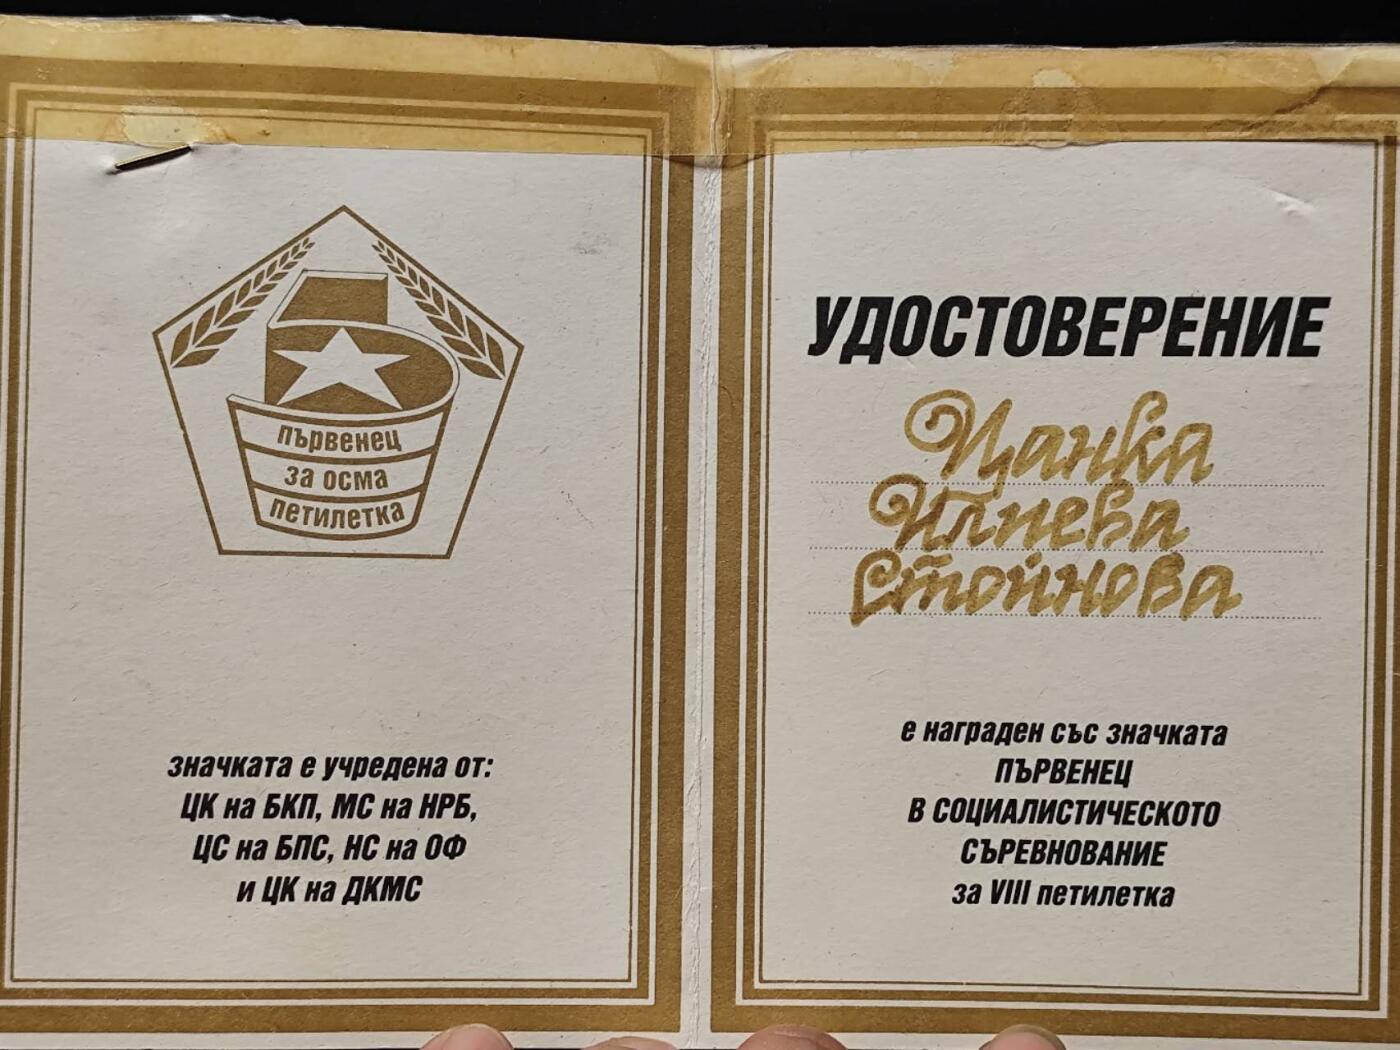 първенец
за осма
петилетка
значката е учредена от:
ЦК на БКП, МС на НРБ,
ЦС на БПС, НС на ОФ
и ЦК на ДКМС
УДОСТОВЕРЕНИЕ
Цанка
Илиева
Стойнова
е награден със значката
ПЪРВЕНЕЦ
В СОЦИАЛИСТИЧЕСКОТО
СЪРЕВНОВАНИЕ
за VIII петилетка